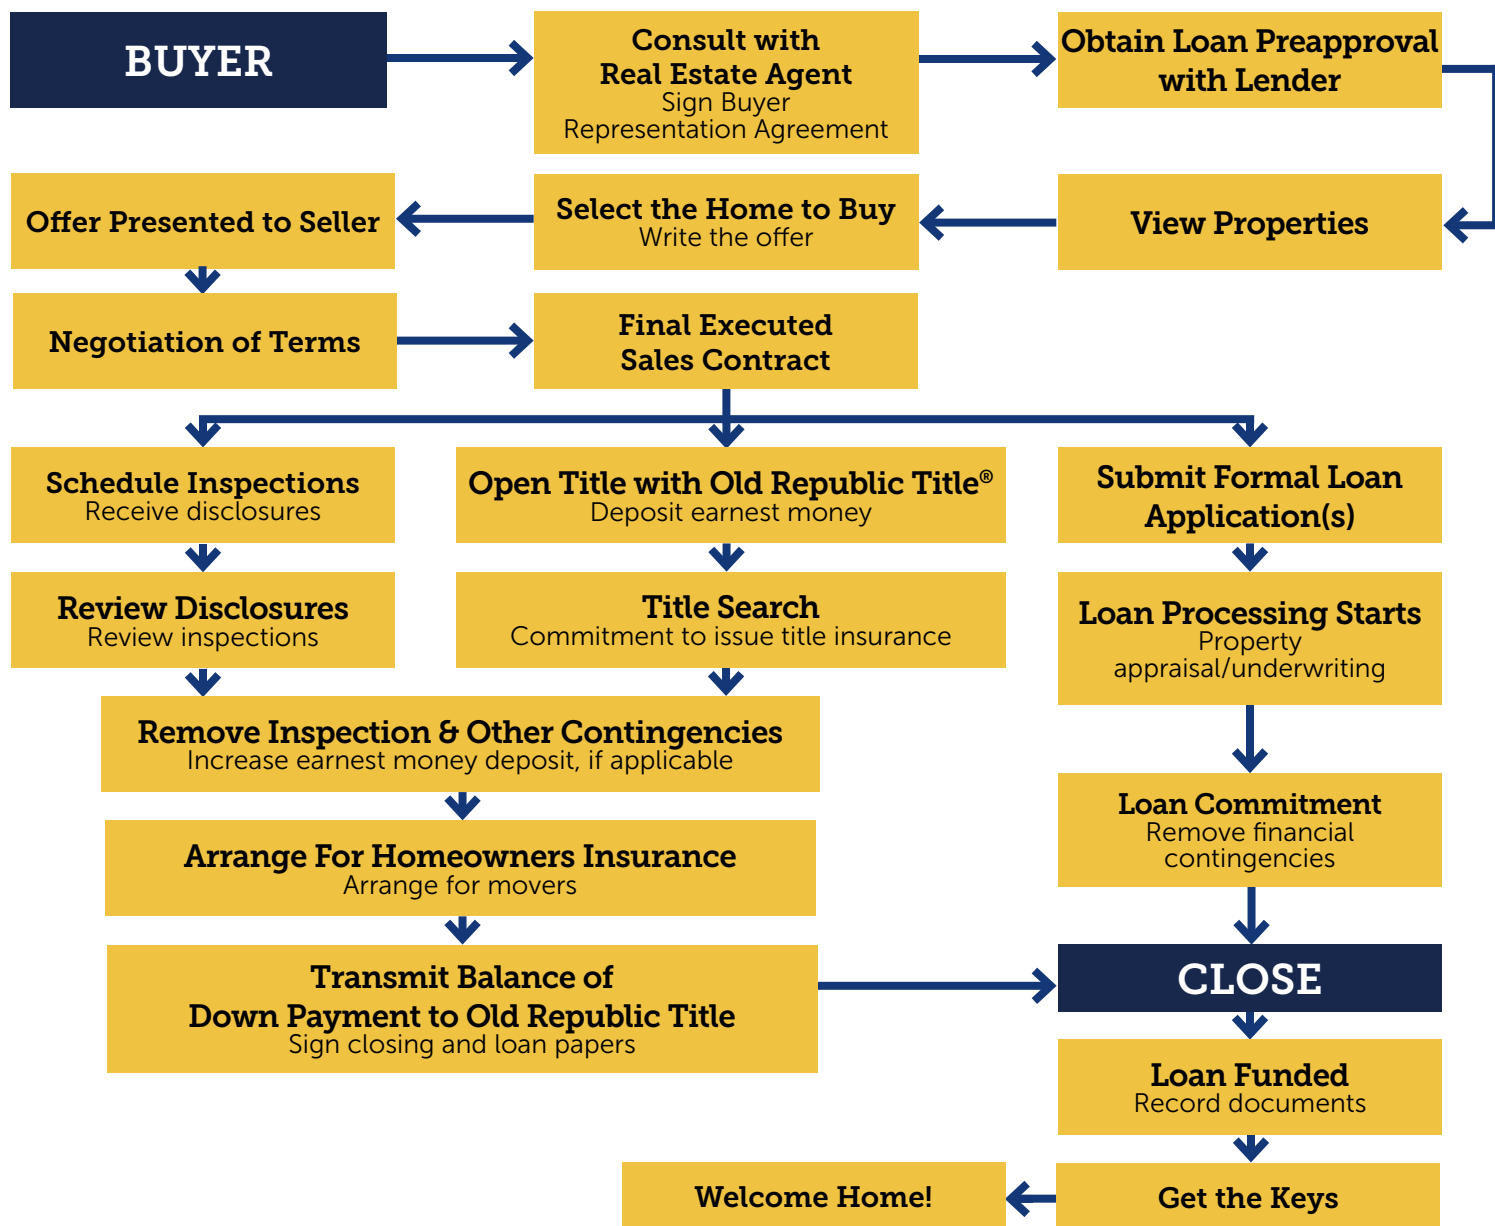 BUYER
Consult with
Real Estate Agent
Sign Buyer
Representation Agreement
Obtain Loan Preapproval
with Lender
Offer Presented to Seller
Select the Home to Buy
Write the offer
View Properties
Negotiation of Terms
Final Executed
Sales Contract
Schedule Inspections
Receive disclosures
Open Title with Old Republic Title®
Deposit earnest money
Submit Formal Loan
Application(s)
Review Disclosures
Review inspections
Title Search
Commitment to issue title insurance
Loan Processing Starts
Property
appraisal/underwriting
Remove Inspection & Other Contingencies
Increase earnest money deposit, if applicable
Loan Commitment
Remove financial
contingencies
Arrange For Homeowners Insurance
Arrange for movers
Transmit Balance of
Down Payment to Old Republic Title
Sign closing and loan papers
CLOSE
Loan Funded
Record documents
Welcome Home!
Get the Keys